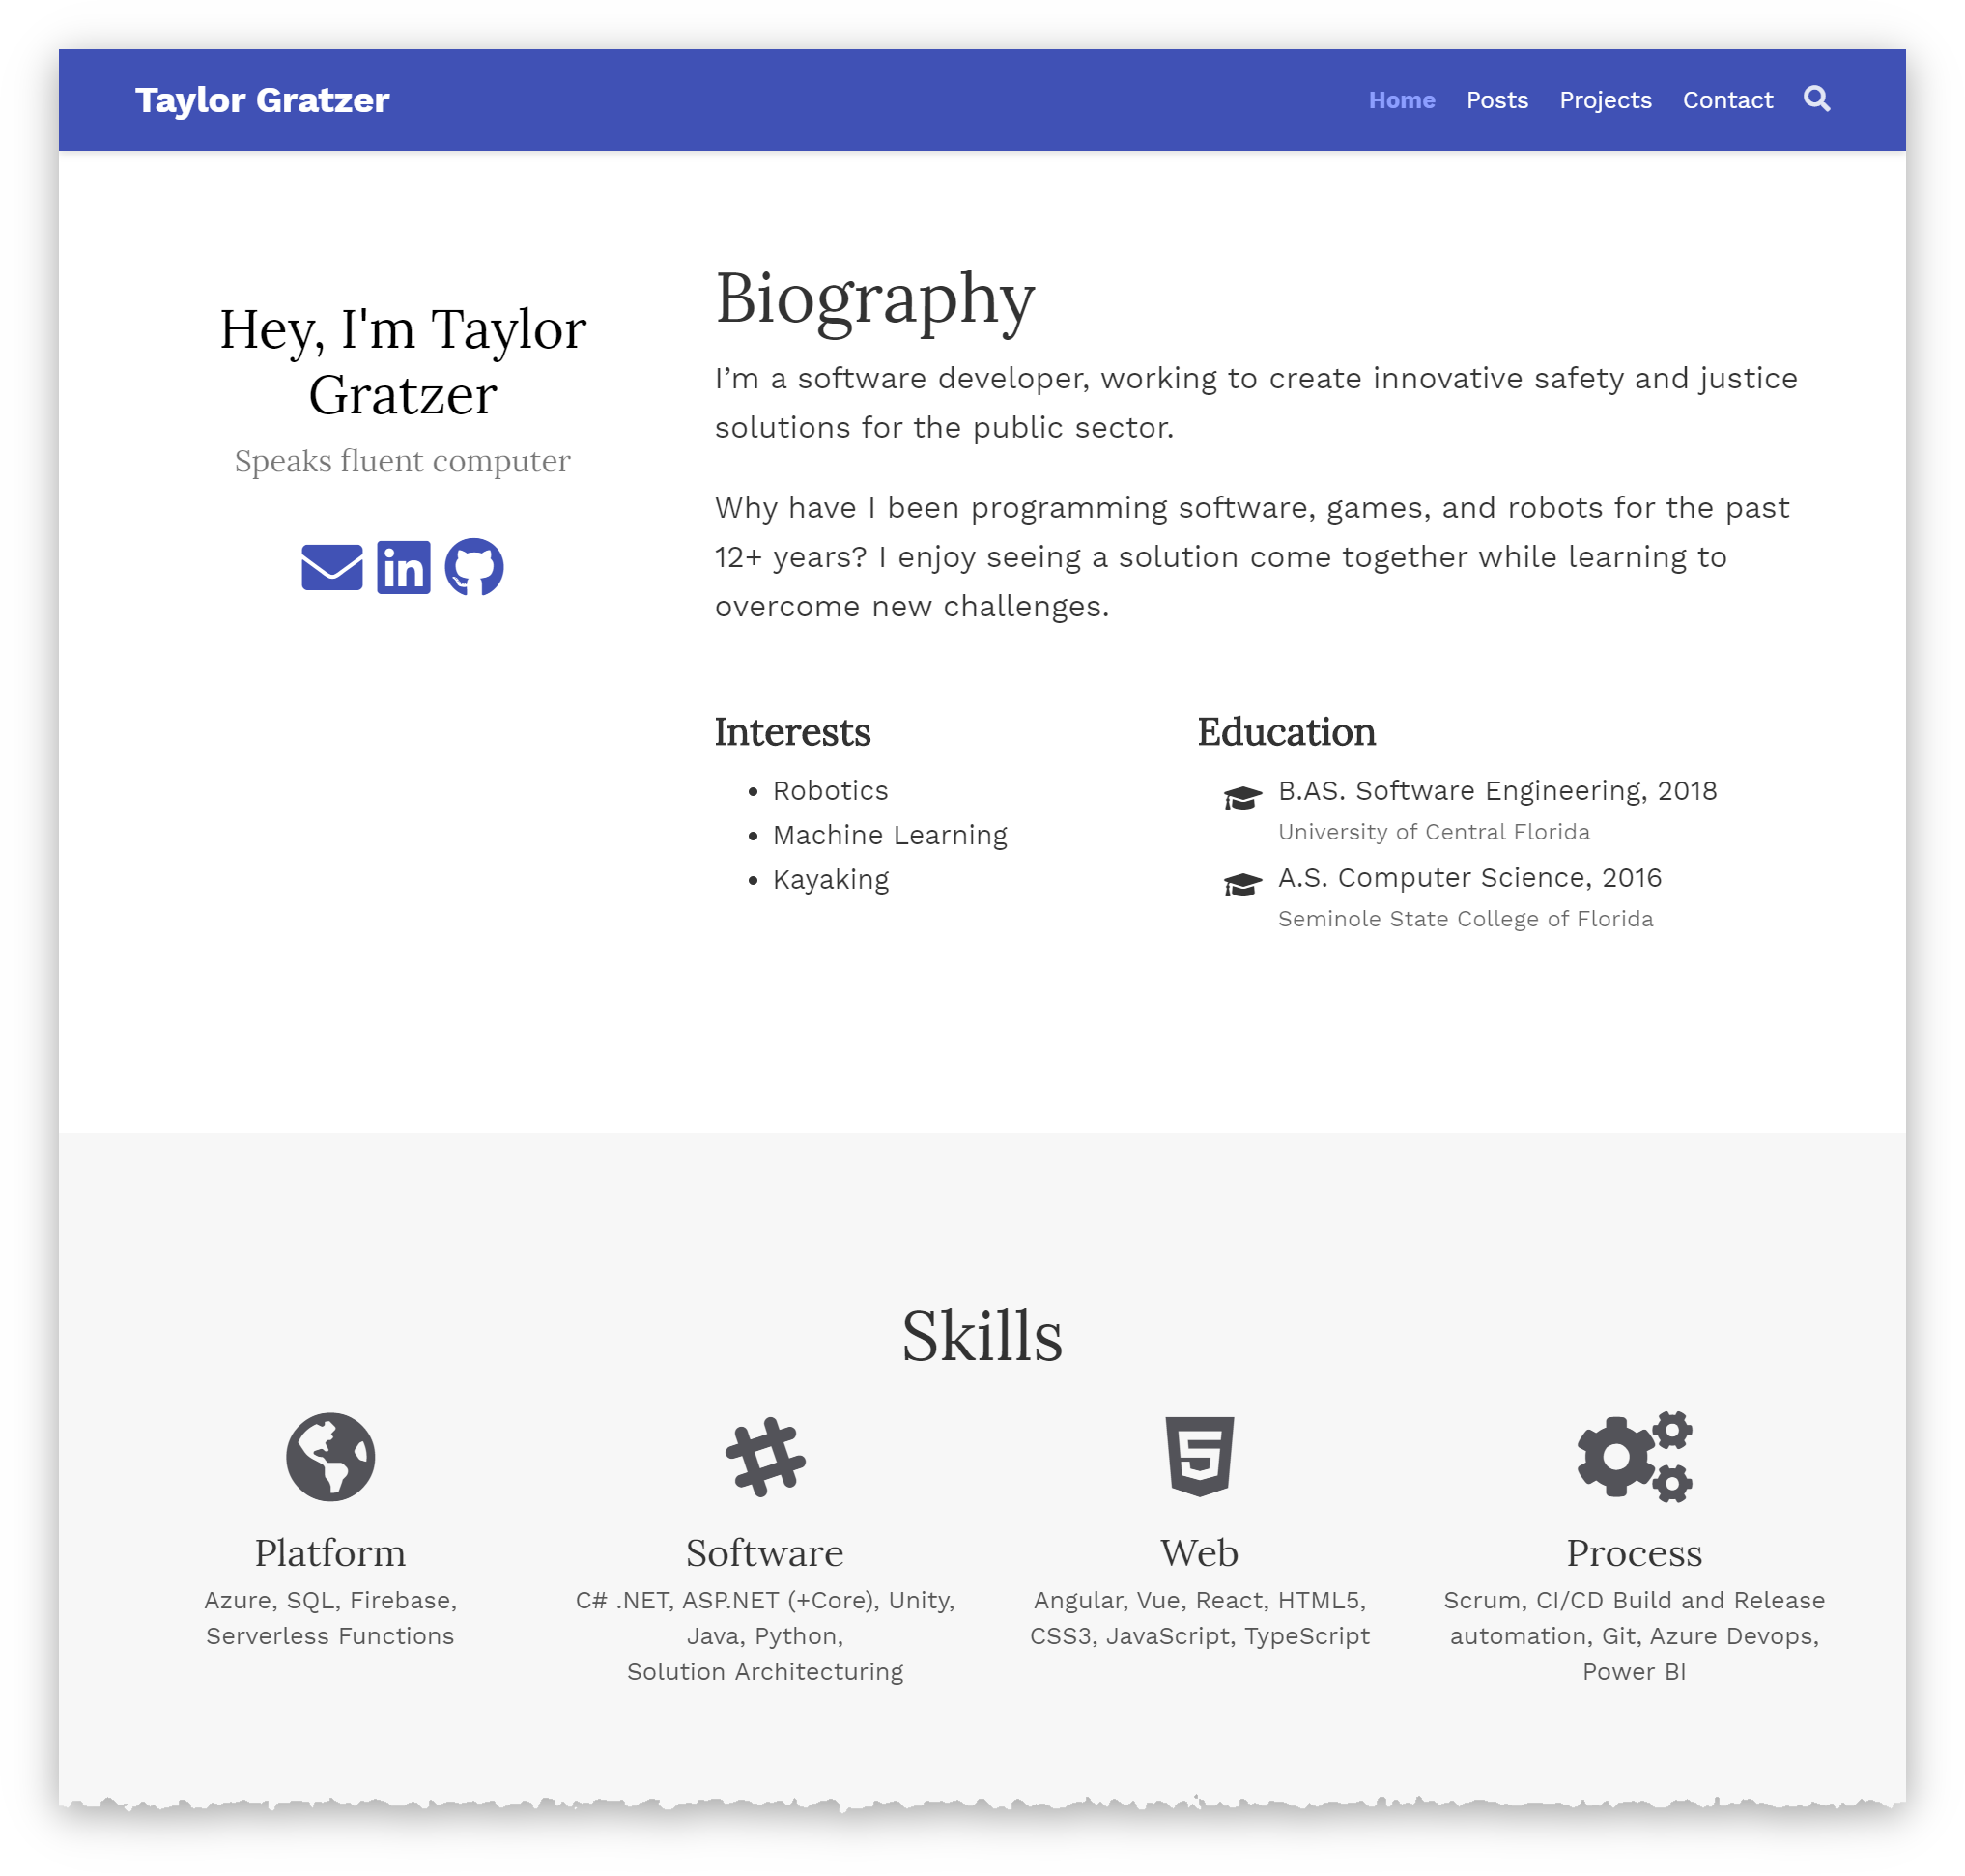 Taylor Gratzer
Home Posts Projects Contact
Hey, I'm Taylor
Gratzer
Speaks fluent computer
Biography
I’m a software developer, working to create innovative safety and justice
solutions for the public sector.
Why have I been programming software, games, and robots for the past
12+ years? I enjoy seeing a solution come together while learning to
overcome new challenges.
Interests
• Robotics
• Machine Learning
• Kayaking
Education
B.AS. Software Engineering, 2018
University of Central Florida
A.S. Computer Science, 2016
Seminole State College of Florida
Skills
Platform
Azure, SQL, Firebase,
Serverless Functions
Software
C# .NET, ASP.NET (+Core), Unity,
Java, Python,
Solution Architecturing
Web
Angular, Vue, React, HTML5,
CSS3, JavaScript, TypeScript
Process
Scrum, CI/CD Build and Release
automation, Git, Azure Devops,
Power BI